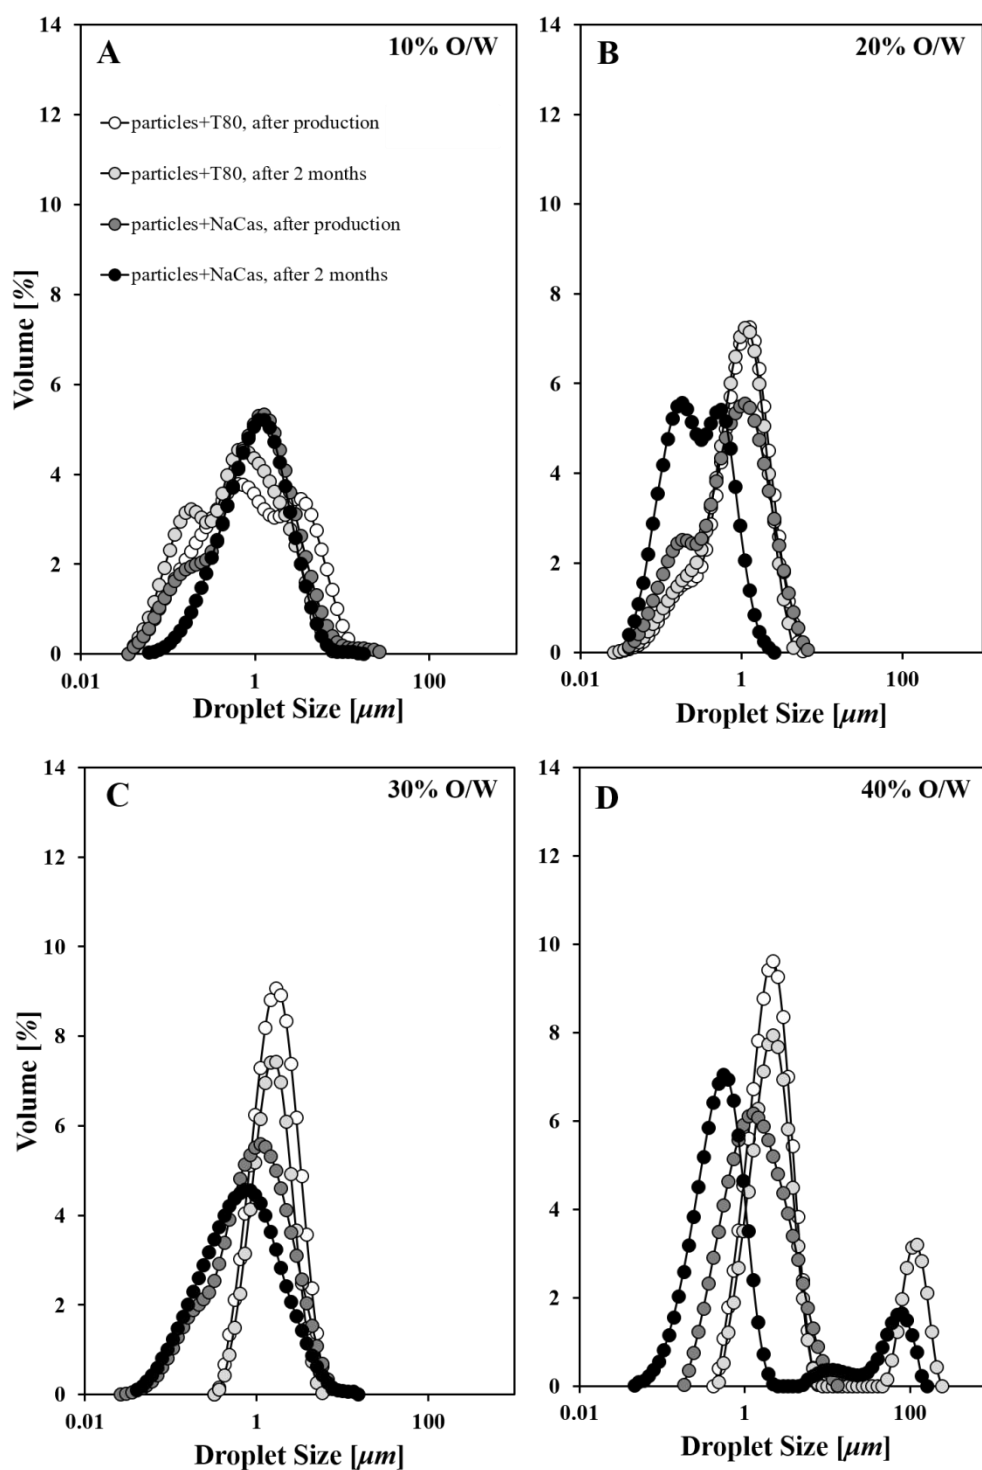 A
10% O/W
particles+T80, after production
particles+T80, after 2 months
particles+NaCas, after production
particles+NaCas, after 2 months
Volume [%]
14
12
10
8
6
4
2
0
0.01
1
100
Droplet Size [μm]
B
20% O/W
14
12
10
8
6
4
2
0
0.01
1
100
Droplet Size [μm]
C
30% O/W
Volume [%]
14
12
10
8
6
4
2
0
0.01
1
100
Droplet Size [μm]
D
40% O/W
14
12
10
8
6
4
2
0
0.01
1
100
Droplet Size [μm]